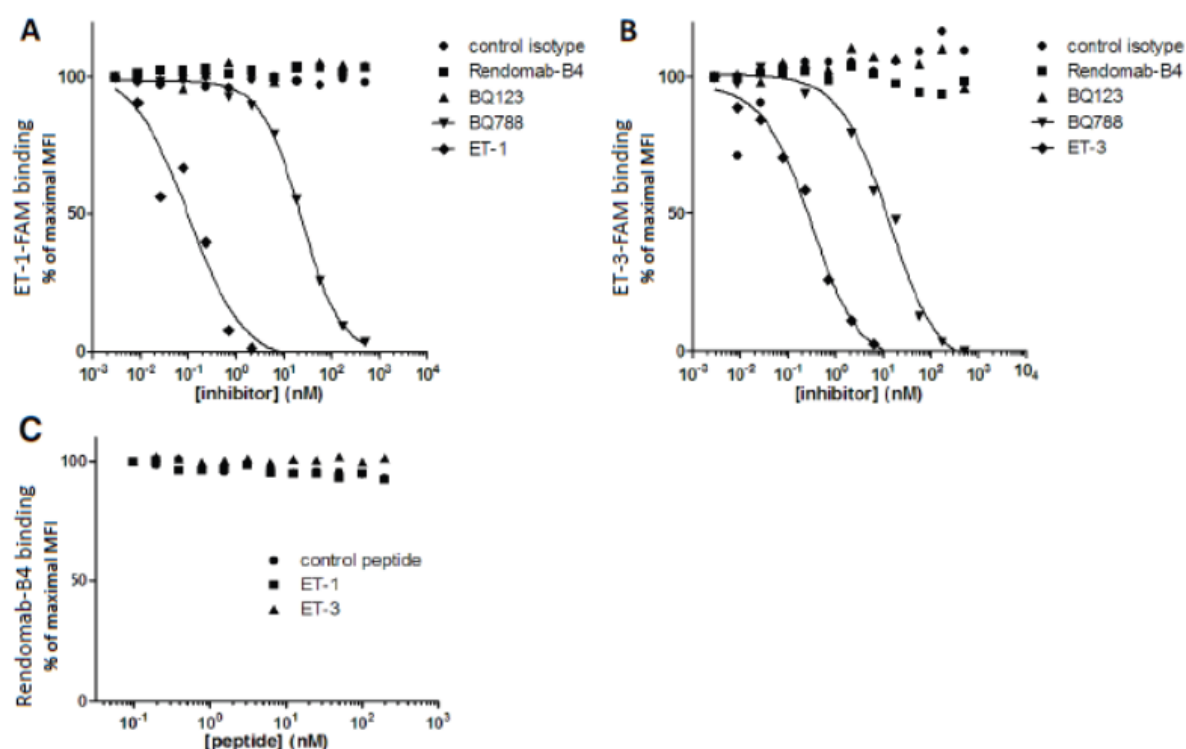 A
ET-1-FAM binding
% of maximal MFI
100
50
0
10-3 10-2 10-1 100 101 102 103 104
[inhibitor] (nM)
control isotype
Rendomab-B4
BQ123
BQ788
ET-1
B
ET-3-FAM binding
% of maximal MFI
100
50
0
10-3 10-2 10-1 100 101 102 103 104
[inhibitor] (nM)
control isotype
Rendomab-B4
BQ123
BQ788
ET-3
C
Rendomab-B4 binding
% of maximal MFI
100
50
0
10-1 100 101 102 103
[peptide] (nM)
control peptide
ET-1
ET-3